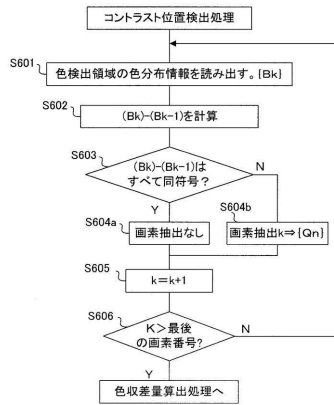 コントラスト位置検出処理
S601
色検出領域の色分布情報を読み出す。{Bk}
S602
(Bk)-(Bk-1)を計算
S603
(Bk)-(Bk-1)は
すべて同符号?
N
Y
S604a
画素抽出なし
S604b
画素抽出k⇒{Qn}
S605
k=k+1
S606
K>最後
の画素番号?
N
Y
色収差量算出処理へ